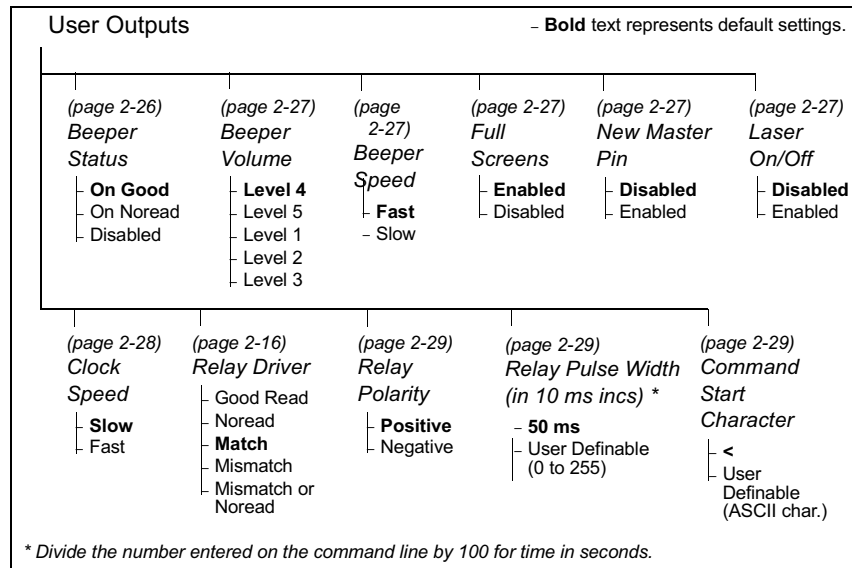 User Outputs
– Bold text represents default settings.
(page 2-26)
Beeper
Status
On Good
On Noread
Disabled
(page 2-27)
Beeper
Volume
Level 4
Level 5
Level 1
Level 2
Level 3
(page
2-27)
Beeper
Speed
Fast
Slow
(page 2-27)
Full
Screens
Enabled
Disabled
(page 2-27)
New Master
Pin
Disabled
Enabled
(page 2-27)
Laser
On/Off
Disabled
Enabled
(page 2-28)
Clock
Speed
Slow
Fast
(page 2-16)
Relay Driver
Good Read
Noread
Match
Mismatch
Mismatch or
Noread
(page 2-29)
Relay
Polarity
Positive
Negative
(page 2-29)
Relay Pulse Width
(in 10 ms incs) *
50 ms
User Definable
(0 to 255)
(page 2-29)
Command
Start
Character
<
User
Definable
(ASCII char.)
* Divide the number entered on the command line by 100 for time in seconds.